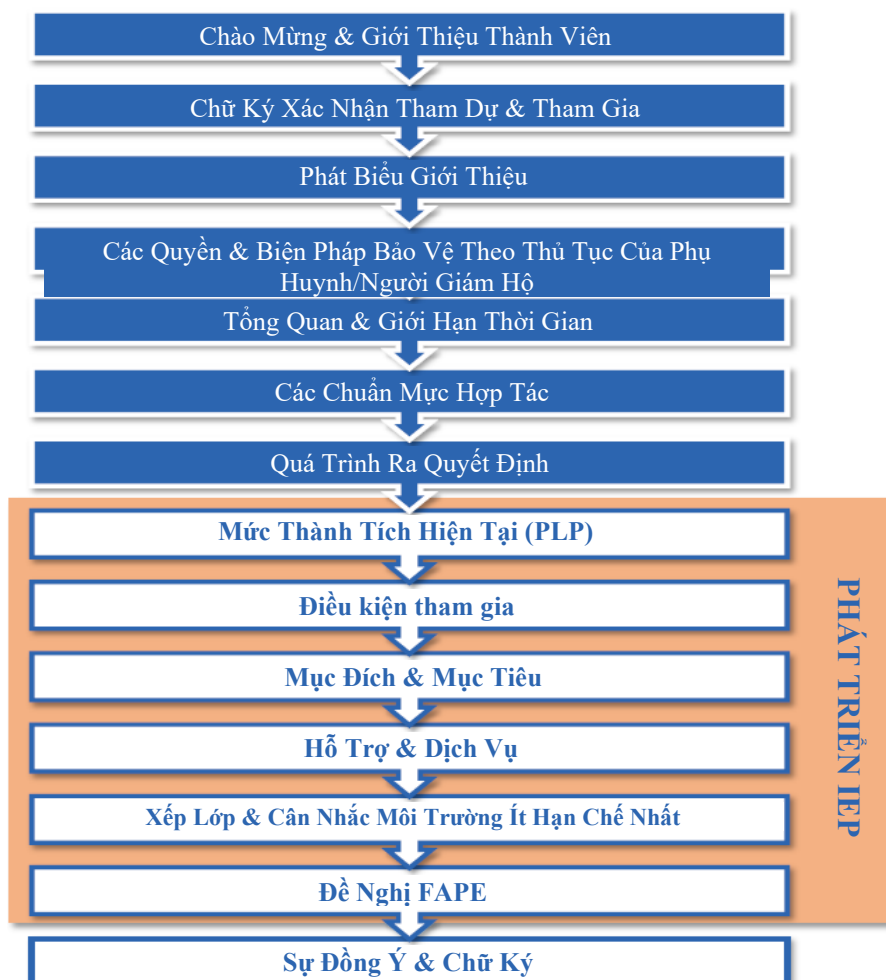 Chào Mừng & Giới Thiệu Thành Viên
Chữ Ký Xác Nhận Tham Dự & Tham Gia
Phát Biểu Giới Thiệu
Các Quyền & Biện Pháp Bảo Vệ Theo Thủ Tục Của Phụ
Huynh/Người Giám Hộ
Tổng Quan & Giới Hạn Thời Gian
Các Chuẩn Mực Hợp Tác
Quá Trình Ra Quyết Định
Mức Thành Tích Hiện Tại (PLP)
Điều kiện tham gia
Mục Đích & Mục Tiêu
Hỗ Trợ & Dịch Vụ
Xếp Lớp & Cân Nhắc Môi Trường Ít Hạn Chế Nhất
Đề Nghị FAPE
Sự Đồng Ý & Chữ Ký
PHÁT TRIỂN IEP